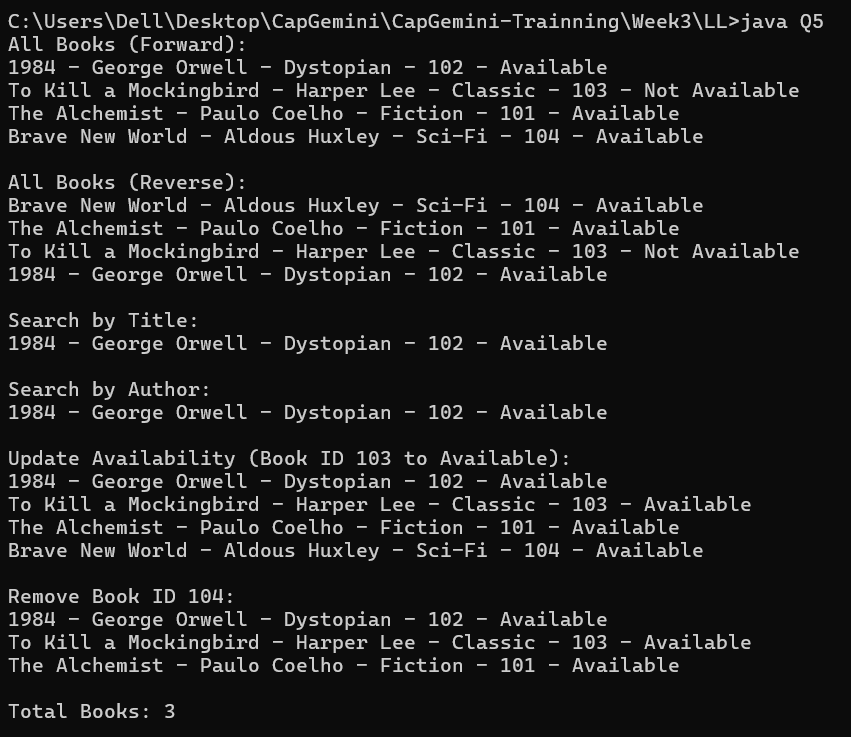 C:\Users\Dell\Desktop\CapGemini\CapGemini-Trainning\Week3\LL>java Q5
All Books (Forward):
1984 - George Orwell - Dystopian - 102 - Available
To Kill a Mockingbird - Harper Lee - Classic - 103 - Not Available
The Alchemist - Paulo Coelho - Fiction - 101 - Available
Brave New World - Aldous Huxley - Sci-Fi - 104 - Available

All Books (Reverse):
Brave New World - Aldous Huxley - Sci-Fi - 104 - Available
The Alchemist - Paulo Coelho - Fiction - 101 - Available
To Kill a Mockingbird - Harper Lee - Classic - 103 - Not Available
1984 - George Orwell - Dystopian - 102 - Available

Search by Title:
1984 - George Orwell - Dystopian - 102 - Available

Search by Author:
1984 - George Orwell - Dystopian - 102 - Available

Update Availability (Book ID 103 to Available):
1984 - George Orwell - Dystopian - 102 - Available
To Kill a Mockingbird - Harper Lee - Classic - 103 - Available
The Alchemist - Paulo Coelho - Fiction - 101 - Available
Brave New World - Aldous Huxley - Sci-Fi - 104 - Available

Remove Book ID 104:
1984 - George Orwell - Dystopian - 102 - Available
To Kill a Mockingbird - Harper Lee - Classic - 103 - Available
The Alchemist - Paulo Coelho - Fiction - 101 - Available

Total Books: 3